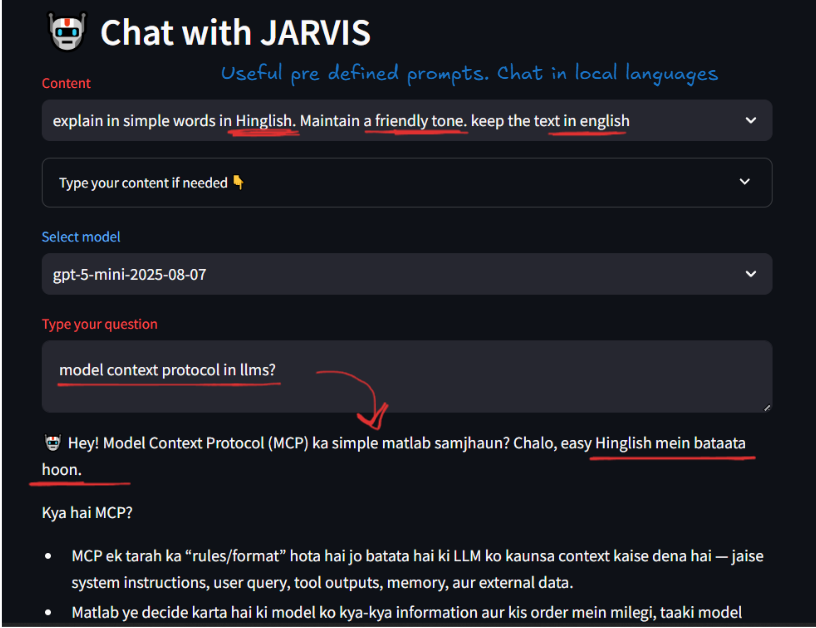 Chat with JARVIS
Useful pre defined prompts. Chat in local languages
Content
explain in simple words in Hinglish. Maintain a friendly tone. keep the text in english
Type your content if needed 👇
Select model
gpt-5-mini-2025-08-07
Type your question
model context protocol in llms?
Hey! Model Context Protocol (MCP) ka simple matlab samjhaun? Chalo, easy Hinglish mein bataata
hoon.
Kya hai MCP?
• MCP ek tarah ka “rules/format” hota hai jo batata hai ki LLM ko kaunsa context kaise dena hai — jaise
system instructions, user query, tool outputs, memory, aur external data.
• Matlab ye decide karta hai ki model ko kya-kya information aur kis order mein milegi, taaki model